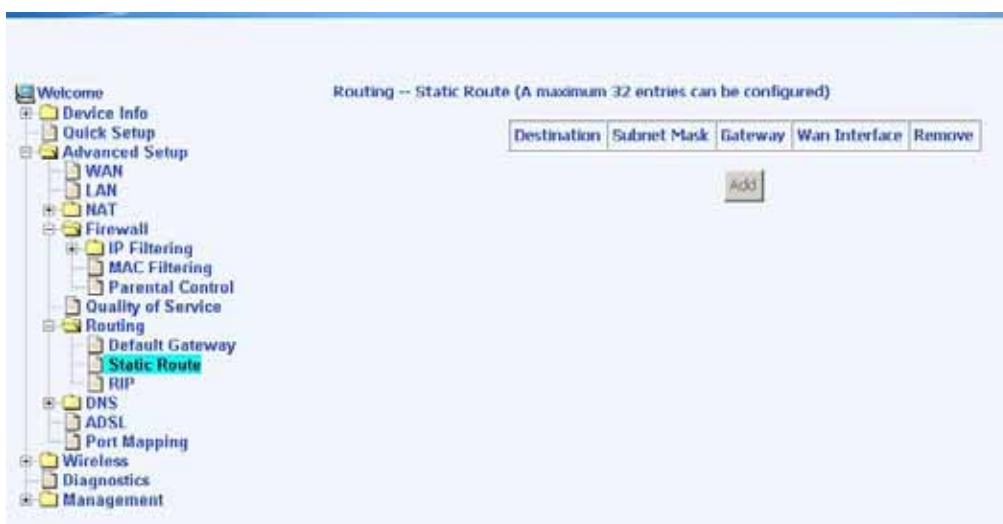 Welcome
Device Info
Quick Setup
Advanced Setup
WAN
LAN
NAT
Firewall
IP Filtering
MAC Filtering
Parental Control
Quality of Service
Routing
Default Gateway
Static Route
RIP
DNS
ADSL
Port Mapping
Wireless
Diagnostics
Management
Routing -- Static Route (A maximum 32 entries can be configured)
Destination Subnet Mask Gateway Wan Interface Remove
Add